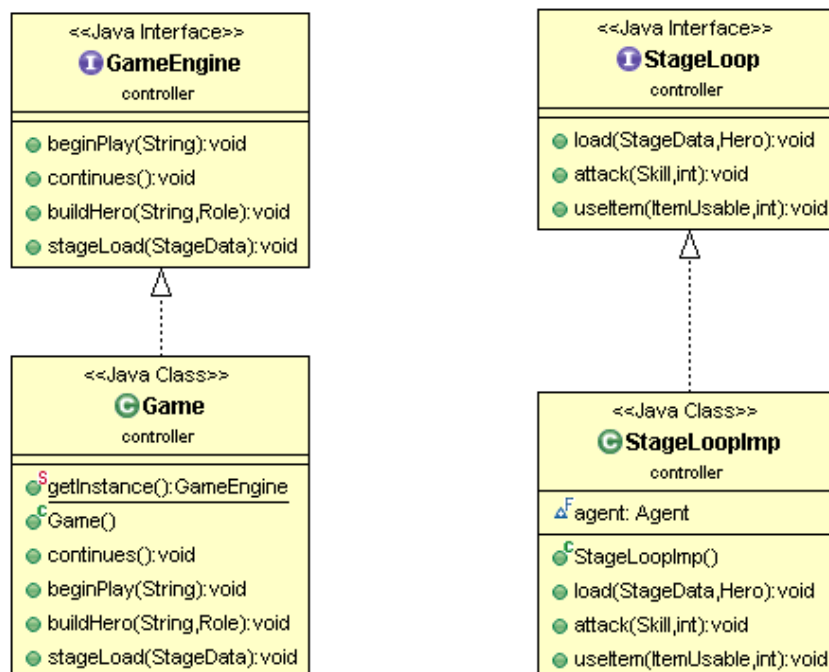 <<Java Interface>>
I GameEngine
controller
beginPlay(String):void
continues():void
buildHero(String,Role):void
stageLoad(StageData):void
<<Java Class>>
C Game
controller
S getInstance():GameEngine
C Game()
continues():void
beginPlay(String):void
buildHero(String,Role):void
stageLoad(StageData):void
<<Java Interface>>
I StageLoop
controller
load(StageData,Hero):void
attack(Skill,int):void
useItem(ItemUsable,int):void
<<Java Class>>
C StageLoopImp
controller
F agent: Agent
C StageLoopImp()
load(StageData,Hero):void
attack(Skill,int):void
useItem(ItemUsable,int):void